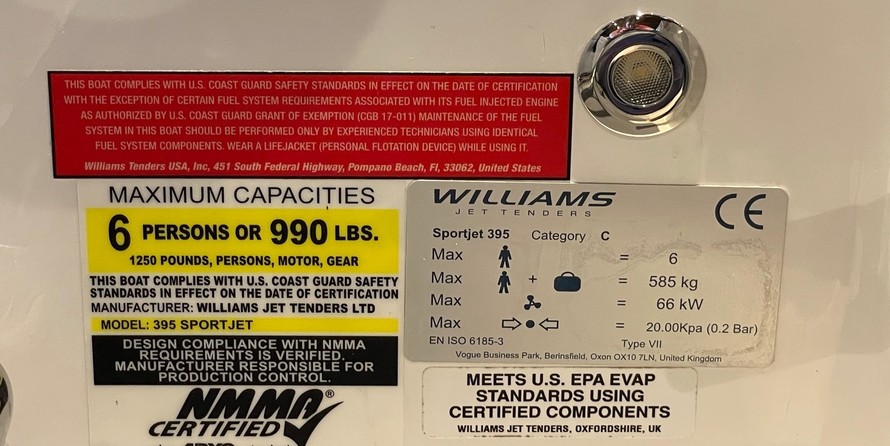 THIS BOAT COMPLIES WITH U.S. COAST GUARD SAFETY STANDARDS IN EFFECT ON THE DATE OF CERTIFICATION
WITH THE EXCEPTION OF CERTAIN FUEL SYSTEM REQUIREMENTS ASSOCIATED WITH ITS FUEL INJECTED ENGINE
AS AUTHORIZED BY U.S. COAST GUARD GRANT OF EXEMPTION (CGB 17-011) MAINTENANCE OF THE FUEL
SYSTEM IN THIS BOAT SHOULD BE PERFORMED ONLY BY EXPERIENCED TECHNICIANS USING IDENTICAL
FUEL SYSTEM COMPONENTS. WEAR A LIFEJACKET (PERSONAL FLOTATION DEVICE) WHILE USING IT.
Williams Tenders USA, Inc, 451 South Federal Highway, Pompano Beach, Fl, 33062, United States
MAXIMUM CAPACITIES
6 PERSONS OR 990 LBS.
1250 POUNDS, PERSONS, MOTOR, GEAR
THIS BOAT COMPLIES WITH U.S. COAST GUARD SAFETY
STANDARDS IN EFFECT ON THE DATE OF CERTIFICATION
MANUFACTURER: WILLIAMS JET TENDERS LTD
MODEL: 395 SPORTJET
DESIGN COMPLIANCE WITH NMMA
REQUIREMENTS IS VERIFIED.
MANUFACTURER RESPONSIBLE FOR
PRODUCTION CONTROL.
NMMA®
CERTIFIED
WILLIAMS
JET TENDERS
CE
Sportjet 395 Category C
Max = 6
Max + = 585 kg
Max = 66 kW
Max = 20.00Kpa (0.2 Bar)
EN ISO 6185-3 Type VII
Vogue Business Park, Berinsfield, Oxon OX10 7LN, United Kingdom
MEETS U.S. EPA EVAP
STANDARDS USING
CERTIFIED COMPONENTS
WILLIAMS JET TENDERS, OXFORDSHIRE, UK